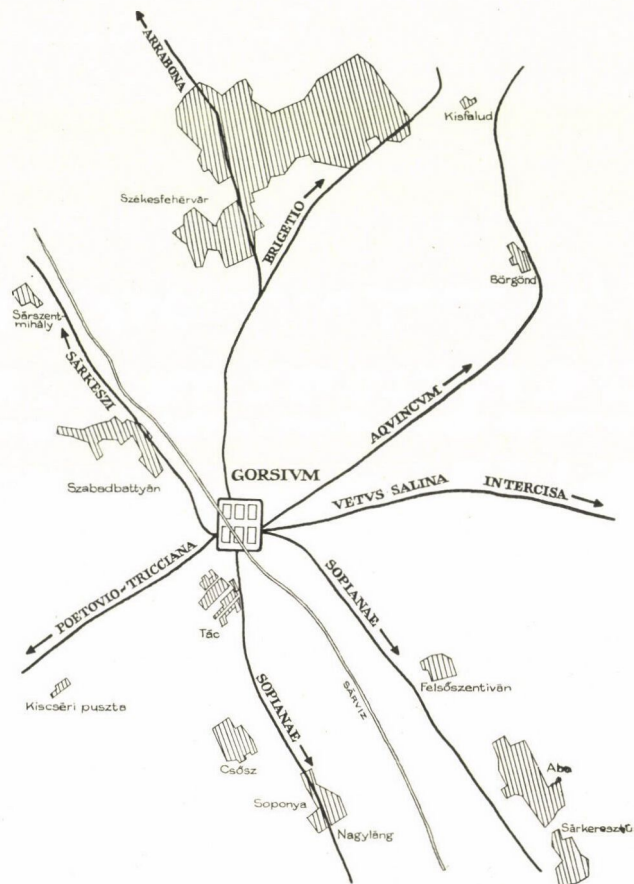 ARRABONA
Kisfalud
Székesfehérvár
BRIGETIO
Börgönd
Sárszent-
mihály
SÁRKESZI
AQVINCVM
Szabadbattyán
GORSIVM
VETVS SALINA
INTERCISA
POETOVIO-TRICCIANA
SOPIANAE
Tác
Felsőszentiván
Kiscséri puszta
SOPIANAE
SÁRVIZ
Csősz
Aba
Soponya
Nagyláng
Sárkeresztúr